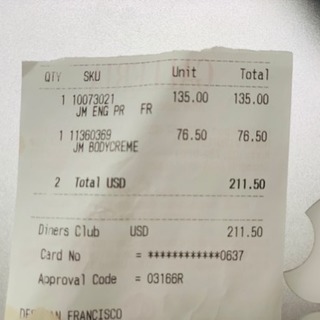 QTY SKU Unit Total
1 10073021 135.00 135.00
JM ENG PR FR
1 11360369 76.50 76.50
JM BODYCREME
2 Total USD 211.50
Diners Club USD 211.50
Card No = ************0637
Approval Code = 03166R
FRANCISCO